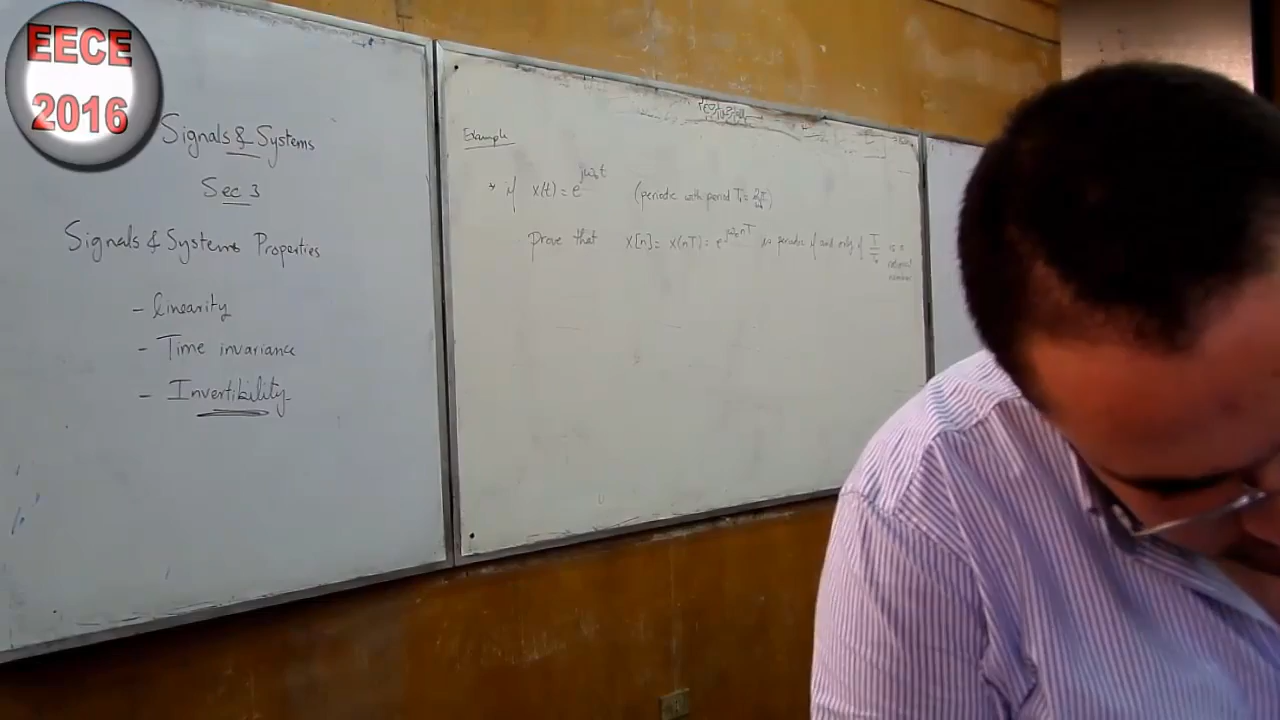 EECE
2016
Signals & Systems
Sec 3
Signals & Systems Properties
- linearity
- Time invariance
- Invertibility
Example
* if x(t) = e^{jω₀t} (periodic with period T₀ = 2π/ω₀)
Prove that x[n] = x(nT) = e^{jω₀nT} is periodic if and only if T/T₀ is a
rational
number